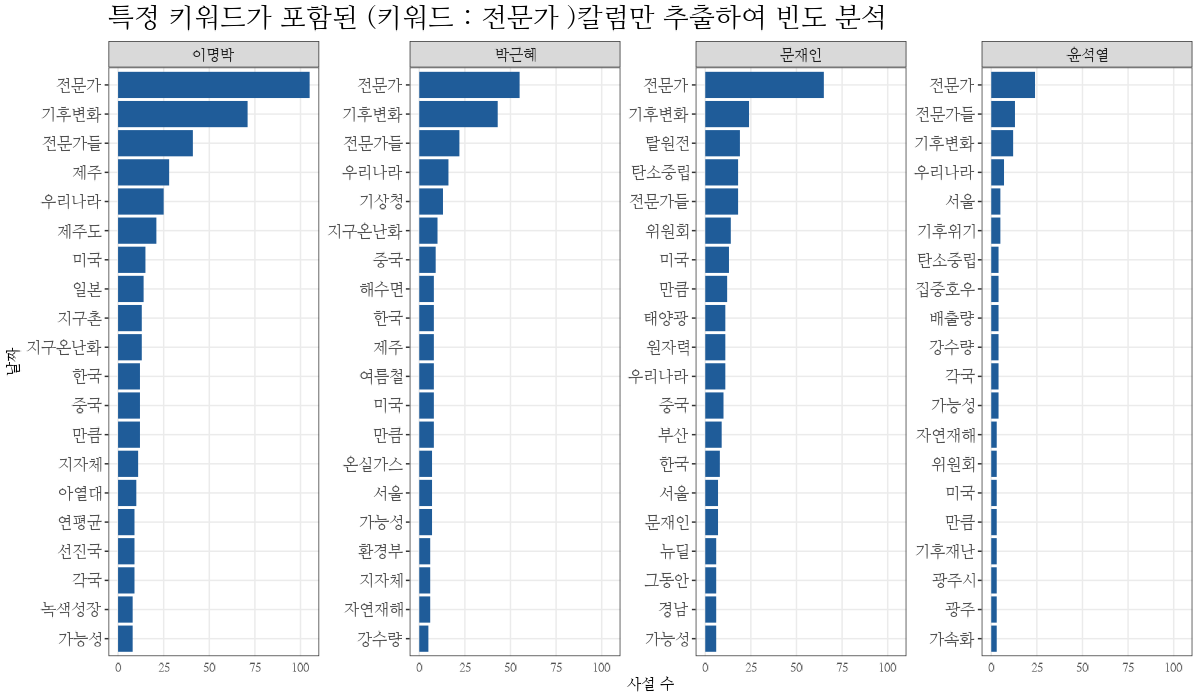 특정 키워드가 포함된 (키워드 : 전문가 )칼럼만 추출하여 빈도 분석
이명박
전문가
기후변화
전문가들
제주
우리나라
제주도
미국
일본
지구촌
지구온난화
한국
중국
만큼
지자체
아열대
연평균
선진국
각국
녹색성장
가능성
0 25 50 75 100
박근혜
전문가
기후변화
전문가들
우리나라
기상청
지구온난화
중국
해수면
한국
제주
여름철
미국
만큼
온실가스
서울
가능성
환경부
지자체
자연재해
강수량
0 25 50 75 100
문재인
전문가
기후변화
탈원전
탄소중립
전문가들
위원회
미국
만큼
태양광
원자력
우리나라
중국
부산
한국
서울
문재인
뉴딜
그동안
경남
가능성
0 25 50 75 100
윤석열
전문가
전문가들
기후변화
우리나라
서울
기후위기
탄소중립
집중호우
배출량
강수량
각국
가능성
자연재해
위원회
미국
만큼
기후재난
광주시
광주
가속화
0 25 50 75 100
날짜
사설 수